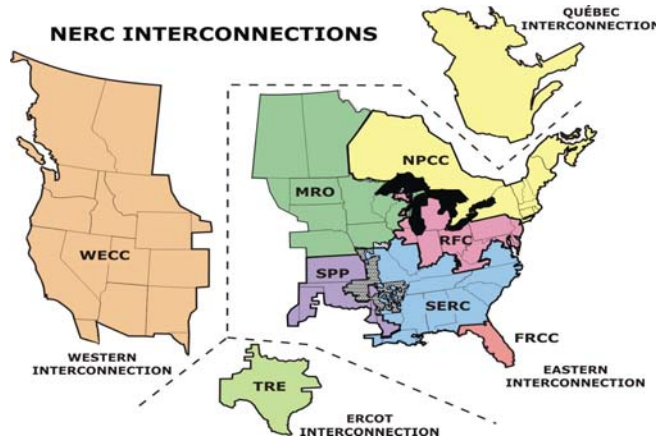 NERC INTERCONNECTIONS
QUÉBEC
INTERCONNECTION
NPCC
MRO
RFC
WECC
SPP
SERC
FRCC
WESTERN
INTERCONNECTION
EASTERN
INTERCONNECTION
TRE
ERCOT
INTERCONNECTION